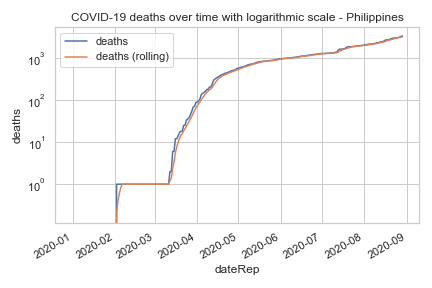 COVID-19 deaths over time with logarithmic scale - Philippines
deaths
deaths (rolling)
10³
10²
10¹
10⁰
deaths
2020-01
2020-02
2020-03
2020-04
2020-05
2020-06
2020-07
2020-08
2020-09
dateRep